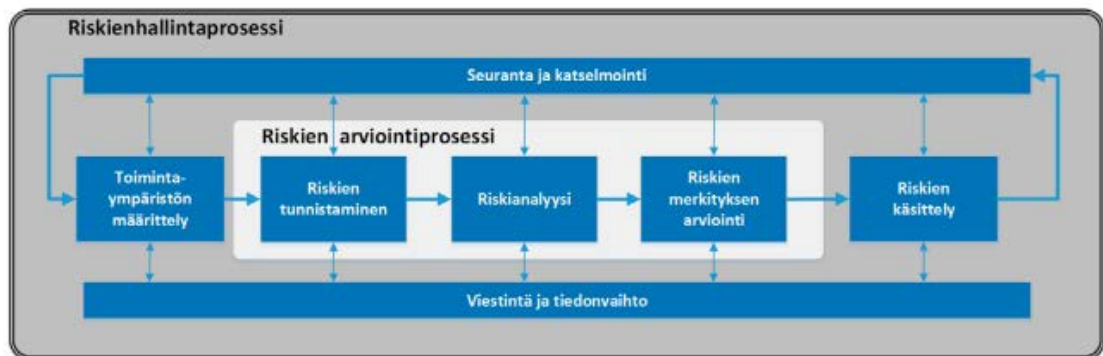 Riskienhallintaprosessi
Seuranta ja katselmointi
Riskien arviointiprosessi
Toiminta-
ympäristön
määrittely
Riskien
tunnistaminen
Riskianalyysi
Riskien
merkityksen
arviointi
Riskien
käsittely
Viestintä ja tiedonvaihto